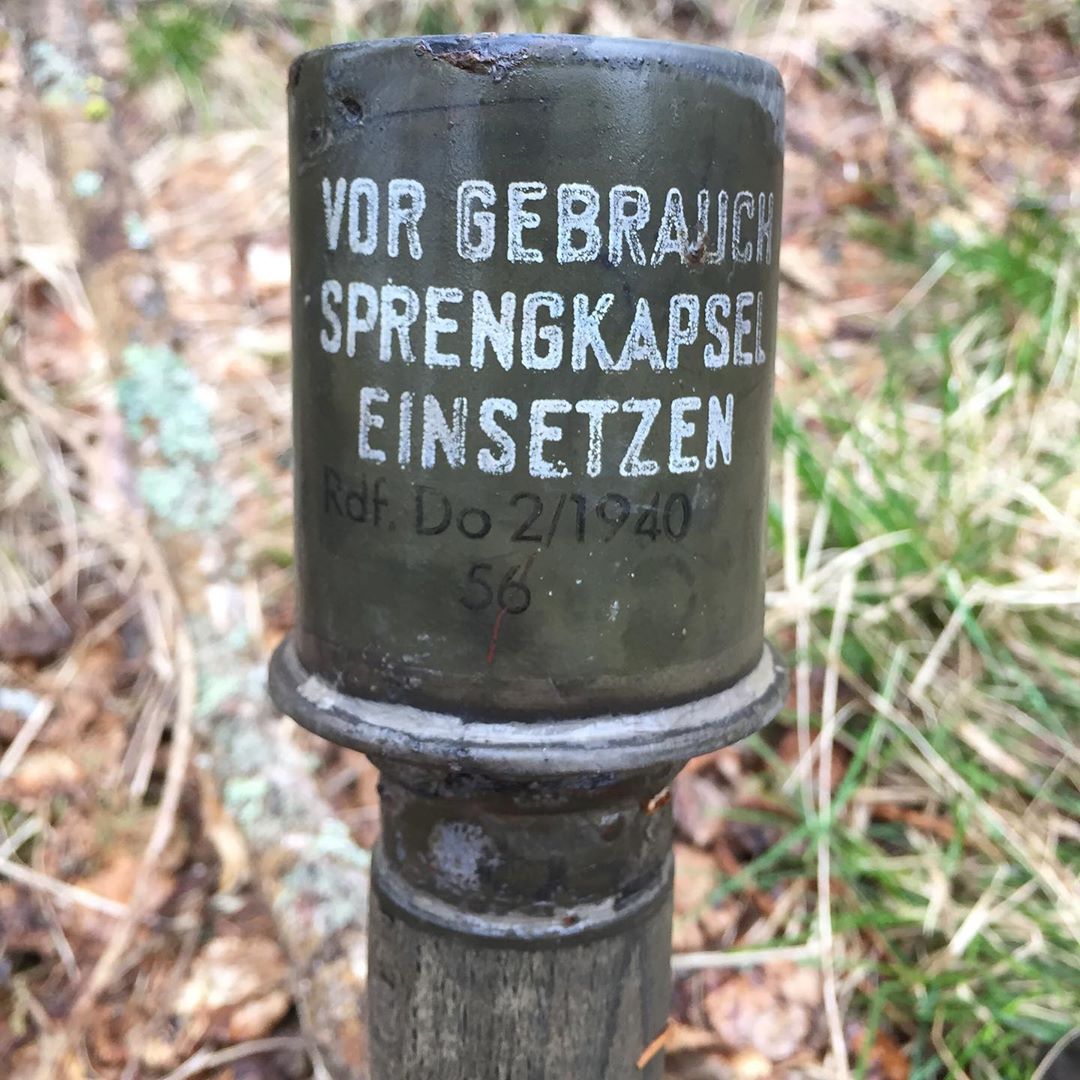 VOR GEBRAUCH
SPRENGKAPSEL
EINSETZEN
Rdf. Do 2/1940
56